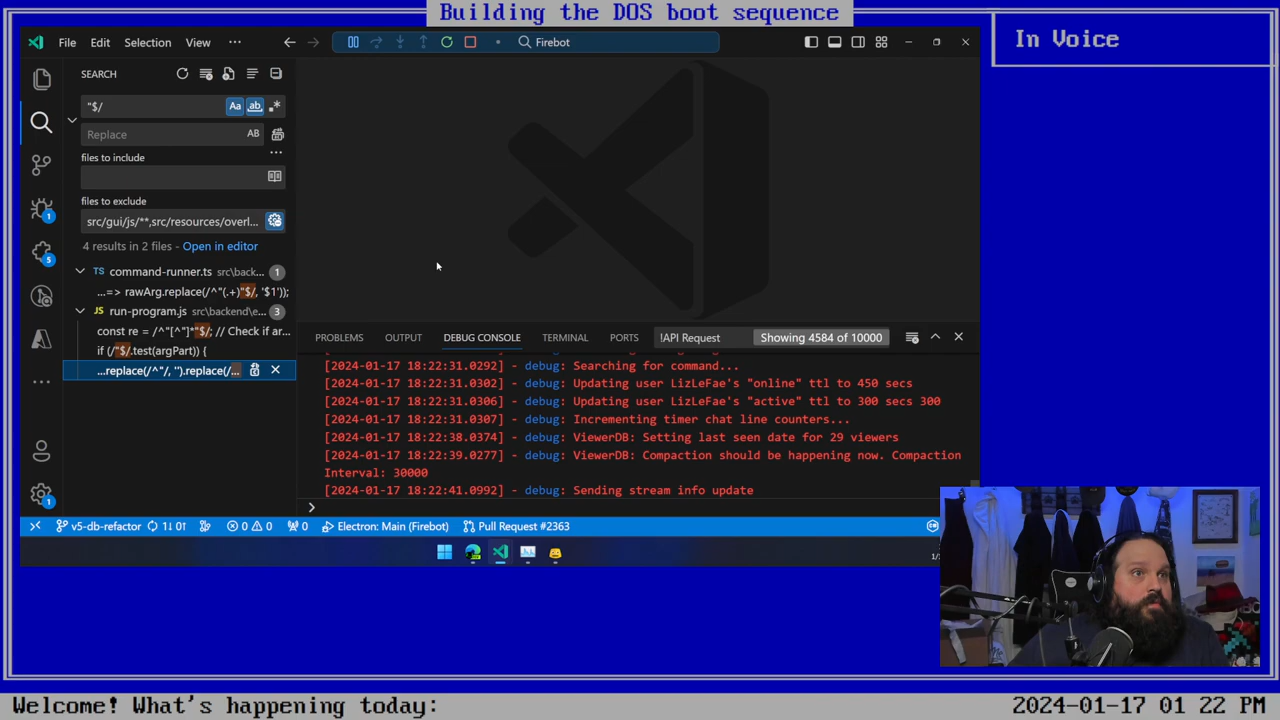 Building the DOS boot sequence
In Voice
File Edit Selection View ···
Firebot
SEARCH
"$/
Aa ab .*
Replace
AB
files to include
files to exclude
src/gui/js/**,src/resources/overl...
4 results in 2 files - Open in editor
TS command-runner.ts src\back... 1
...=> rawArg.replace(/^"(.+)"$/, '$1'));
JS run-program.js src\backend\e... 3
const re = /^"[^"]*"$/; // Check if ar...
if (/"$/.test(argPart)) {
...replace(/^"/, '').replace(/...
1
5
1
PROBLEMS OUTPUT DEBUG CONSOLE TERMINAL PORTS !API Request Showing 4584 of 10000
[2024-01-17 18:22:31.0292] - debug: Searching for command...
[2024-01-17 18:22:31.0302] - debug: Updating user LizLeFae's "online" ttl to 450 secs
[2024-01-17 18:22:31.0306] - debug: Updating user LizLeFae's "active" ttl to 300 secs 300
[2024-01-17 18:22:31.0307] - debug: Incrementing timer chat line counters...
[2024-01-17 18:22:38.0374] - debug: ViewerDB: Setting last seen date for 29 viewers
[2024-01-17 18:22:39.0277] - debug: ViewerDB: Compaction should be happening now. Compaction
Interval: 30000
[2024-01-17 18:22:41.0992] - debug: Sending stream info update
>
v5-db-refactor 1↓ 0↑ 0 0 0 Electron: Main (Firebot) Pull Request #2363
Welcome! What's happening today:
2024-01-17 01 22 PM